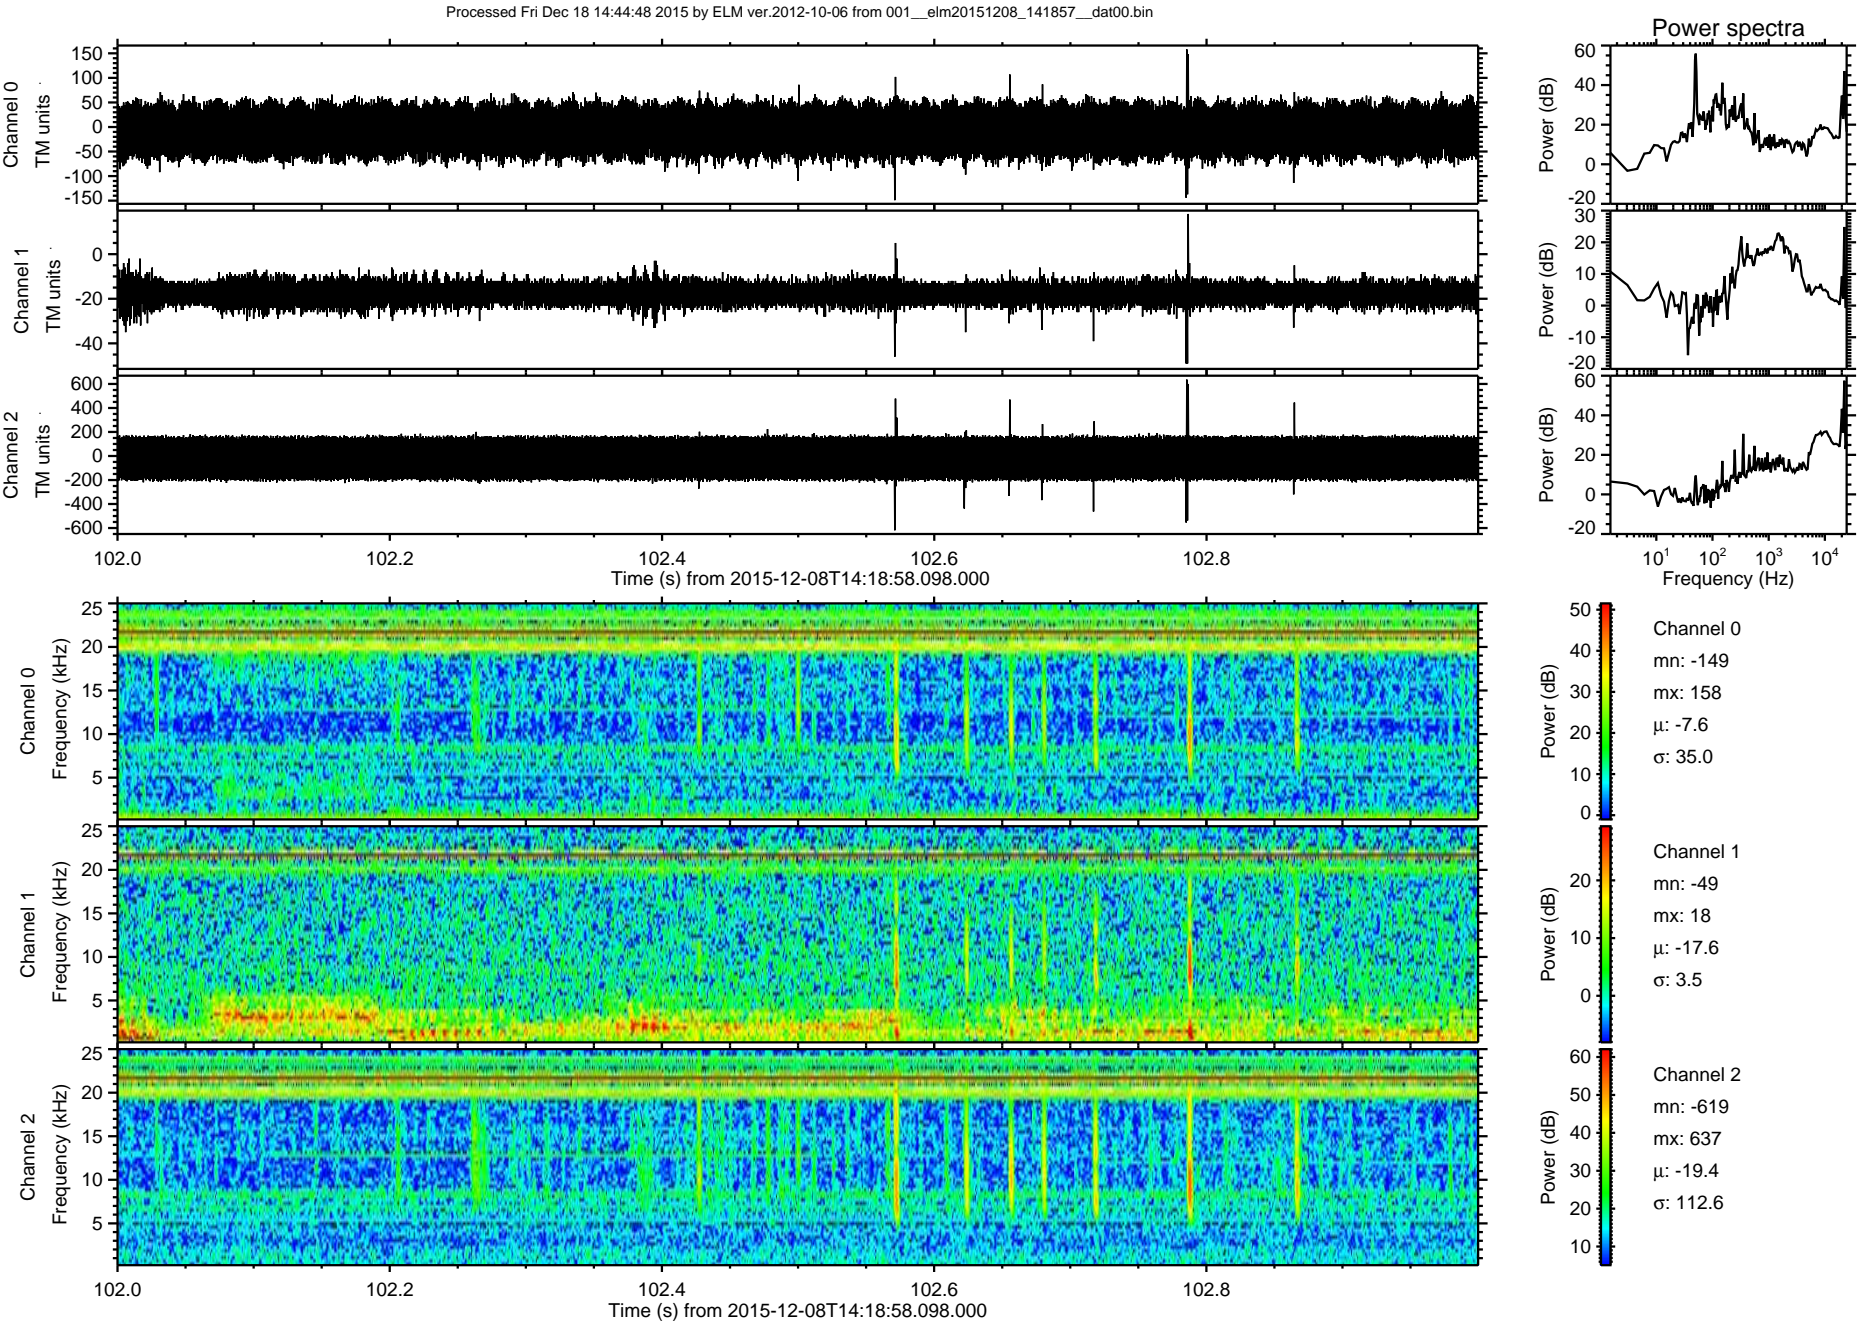 Processed Fri Dec 18 14:44:48 2015 by ELM ver.2012-10-06 from 001__elm20151208_141857__dat00.bin
Power spectra
Channel 0
TM units
150
100
50
0
-50
-100
-150
Power (dB)
60
40
20
0
-20
Channel 1
TM units
0
-20
-40
Power (dB)
30
20
10
0
-10
-20
Channel 2
TM units
600
400
200
0
-200
-400
-600
Power (dB)
60
40
20
0
-20
102.0
102.2
102.4
102.6
102.8
Time (s) from 2015-12-08T14:18:58.098.000
10^1
10^2
10^3
10^4
Frequency (Hz)
Channel 0
Frequency (kHz)
25
20
15
10
5
Power (dB)
50
40
30
20
10
0
Channel 0
mn: -149
mx: 158
μ: -7.6
σ: 35.0
Channel 1
Frequency (kHz)
25
20
15
10
5
Power (dB)
20
10
0
Channel 1
mn: -49
mx: 18
μ: -17.6
σ: 3.5
Channel 2
Frequency (kHz)
25
20
15
10
5
Power (dB)
60
50
40
30
20
10
Channel 2
mn: -619
mx: 637
μ: -19.4
σ: 112.6
102.0
102.2
102.4
102.6
102.8
Time (s) from 2015-12-08T14:18:58.098.000